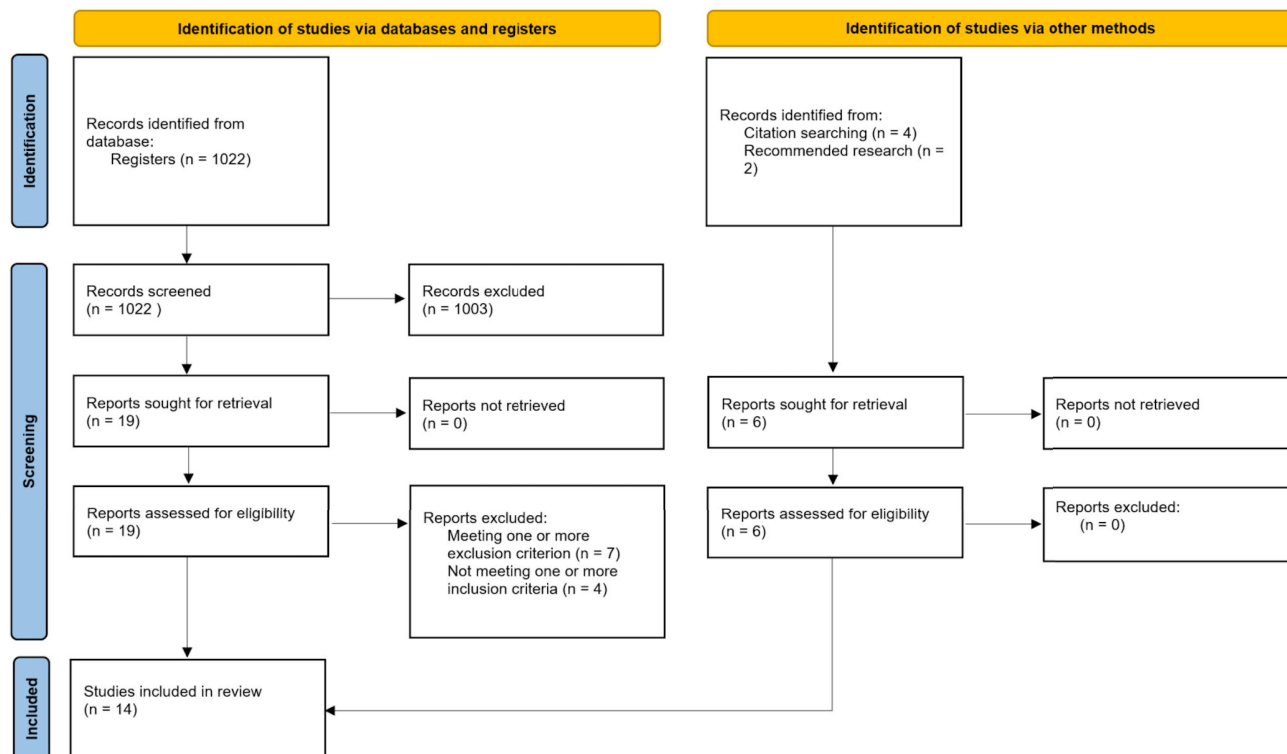 Identification of studies via databases and registers
Identification of studies via other methods
Identification
Records identified from
database:
Registers (n = 1022)
Records identified from:
Citation searching (n = 4)
Recommended research (n =
2)
Screening
Records screened
(n = 1022 )
Records excluded
(n = 1003)
Reports sought for retrieval
(n = 19)
Reports not retrieved
(n = 0)
Reports sought for retrieval
(n = 6)
Reports not retrieved
(n = 0)
Reports assessed for eligibility
(n = 19)
Reports excluded:
Meeting one or more
exclusion criterion (n = 7)
Not meeting one or more
inclusion criteria (n = 4)
Reports assessed for eligibility
(n = 6)
Reports excluded:
(n = 0)
Included
Studies included in review
(n = 14)